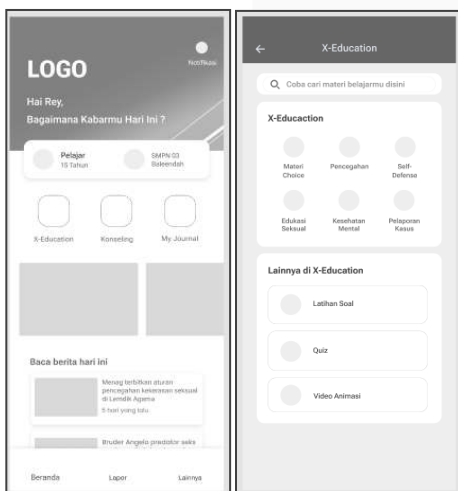 LOGO
Notifikasi
Hai Rey,
Bagaimana Kabarmu Hari Ini ?
Pelajar
15 Tahun
SMPN 03
Baleendah
X-Education
Konseling
My Journal
Baca berita hari ini
Menag terbitkan aturan
pencegahan kekerasan seksual
di Lemdik Agama
5 hari yang lalu
Bruder Angelo predator seks
Beranda
Lapor
Lainnya
X-Education
Coba cari materi belajarmu disini
X-Educaction
Materi
Choice
Pencegahan
Self-
Defense
Edukasi
Seksual
Kesehatan
Mental
Pelaporan
Kasus
Lainnya di X-Education
Latihan Soal
Quiz
Video Animasi